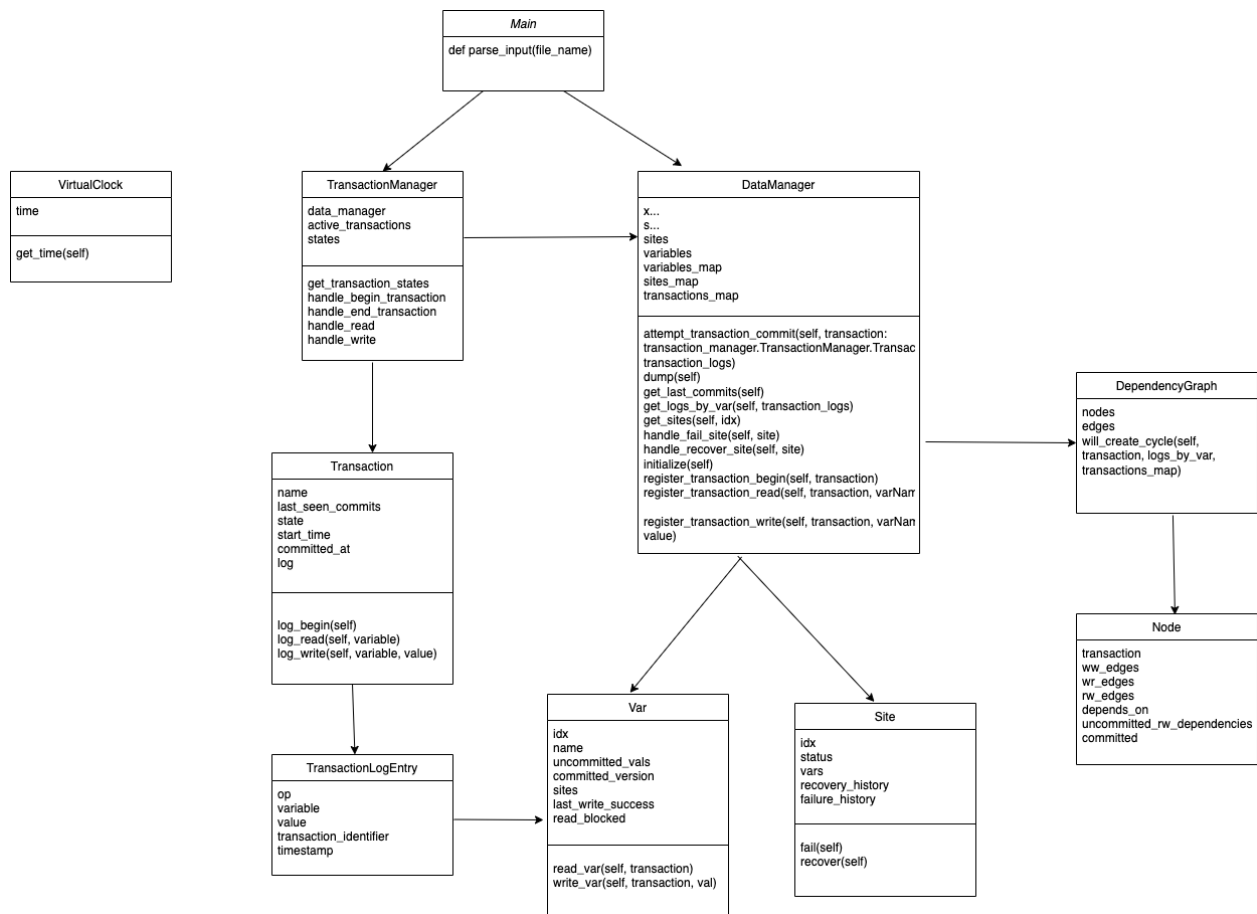 Main
def parse_input(file_name)
VirtualClock
time
get_time(self)
TransactionManager
data_manager
active_transactions
states
get_transaction_states
handle_begin_transaction
handle_end_transaction
handle_read
handle_write
DataManager
x...
s...
sites
variables
variables_map
sites_map
transactions_map
attempt_transaction_commit(self, transaction:
transaction_manager.TransactionManager.Transac
transaction_logs)
dump(self)
get_last_commits(self)
get_logs_by_var(self, transaction_logs)
get_sites(self, idx)
handle_fail_site(self, site)
handle_recover_site(self, site)
initialize(self)
register_transaction_begin(self, transaction)
register_transaction_read(self, transaction, varNam
register_transaction_write(self, transaction, varNam
value)
DependencyGraph
nodes
edges
will_create_cycle(self,
transaction, logs_by_var,
transactions_map)
Transaction
name
last_seen_commits
state
start_time
committed_at
log
log_begin(self)
log_read(self, variable)
log_write(self, variable, value)
Node
transaction
ww_edges
wr_edges
rw_edges
depends_on
uncommitted_rw_dependencies
committed
Var
idx
name
uncommitted_vals
committed_version
sites
last_write_success
read_blocked
read_var(self, transaction)
write_var(self, transaction, val)
Site
idx
status
vars
recovery_history
failure_history
fail(self)
recover(self)
TransactionLogEntry
op
variable
value
transaction_identifier
timestamp